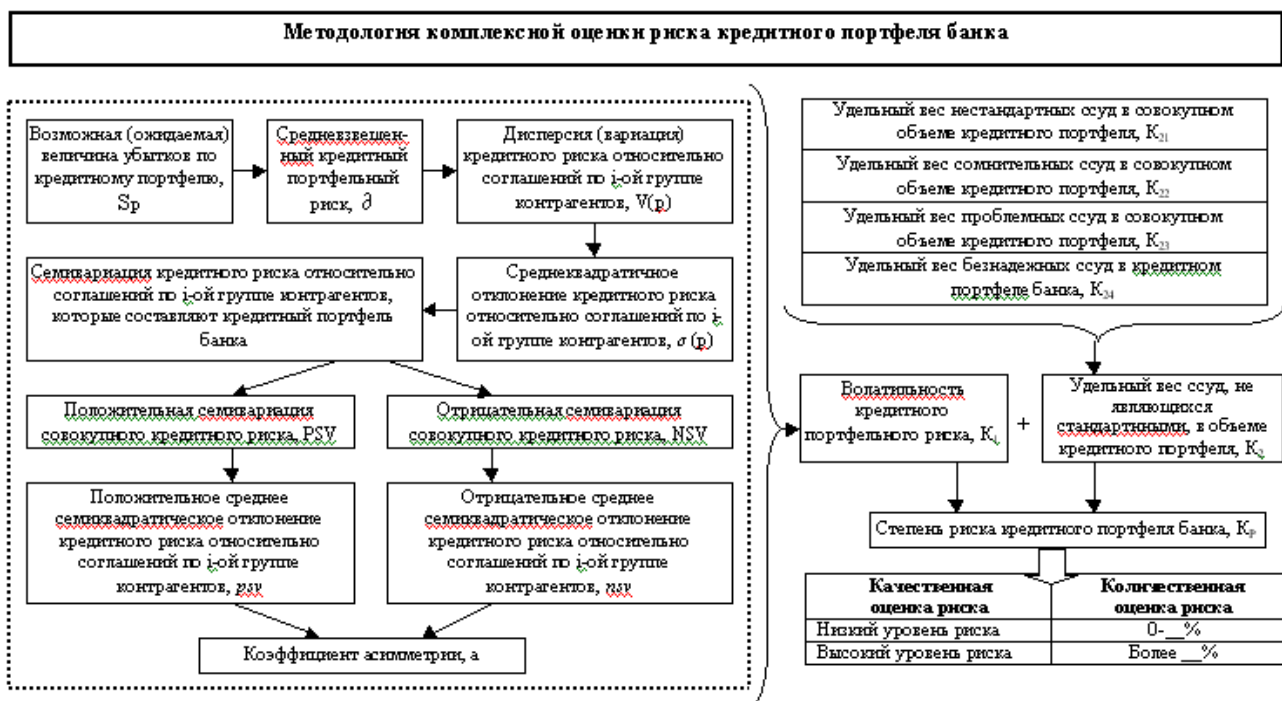 Методология комплексной оценки риска кредитного портфеля банка
Возможная (ожидаемая)
величина убытков по
кредитному портфелю,
Sp
Средневзвешен-
ный кредитный
портфельный
риск, ∂
Дисперсия (вариация)
кредитного риска относительно
соглашений по i-ой группе
контрагентов, V(p)
Семивариация кредитного риска относительно
соглашений по i-ой группе контрагентов,
которые составляют кредитный портфель
банка
Среднеквадратичное
отклонение кредитного риска
относительно соглашений по i-
ой группе контрагентов, σ (p)
Положительная семивариация
совокупного кредитного риска, PSV
Отрицательная семивариация
совокупного кредитного риска, NSV
Положительное среднее
семиквадратическое отклонение
кредитного риска относительно
соглашений по i-ой группе
контрагентов, psv
Отрицательное среднее
семиквадратическое отклонение
кредитного риска относительно
соглашений по i-ой группе
контрагентов, nsv
Коэффициент асимметрии, а
Удельный вес нестандартных ссуд в совокупном
объеме кредитного портфеля, К21
Удельный вес сомнительных ссуд в совокупном
объеме кредитного портфеля, К22
Удельный вес проблемных ссуд в совокупном
объеме кредитного портфеля, К23
Удельный вес безнадежных ссуд в кредитном
портфеле банка, К24
Волатильность
кредитного
портфельного риска, К1
+
Удельный вес ссуд, не
являющихся
стандартнными, в объеме
кредитного портфеля, К2
Степень риска кредитного портфеля банка, КР
Качественная
оценка риска
Количественная
оценка риска
Низкий уровень риска
0-__%
Высокий уровень риска
Более __%